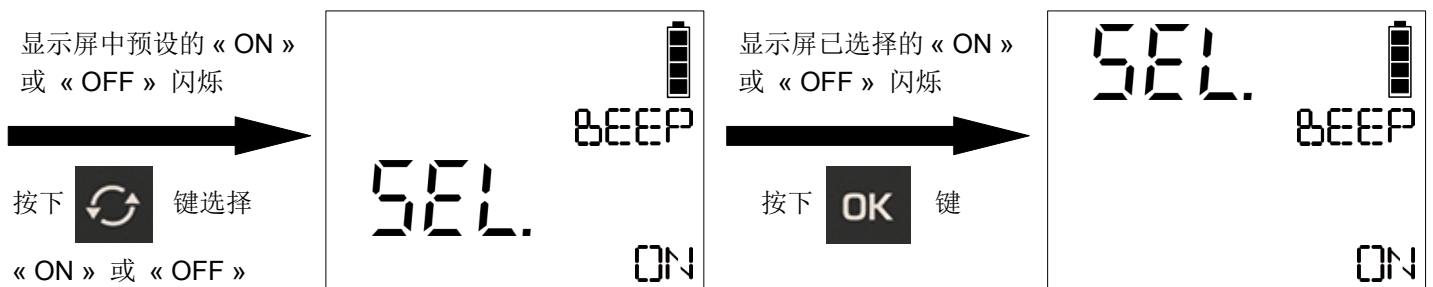 显示屏中预设的 « ON »
或 « OFF » 闪烁
按下 键选择
« ON » 或 « OFF »
BEEP
SEL.
ON
显示屏已选择的 « ON »
或 « OFF » 闪烁
按下 OK 键
SEL.
BEEP
ON